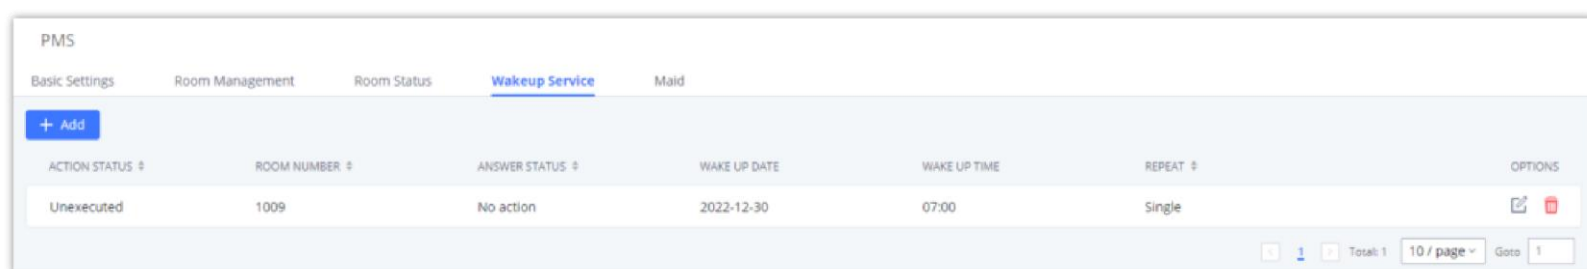 PMS
Basic Settings Room Management Room Status Wakeup Service Maid
+ Add
ACTION STATUS ROOM NUMBER ANSWER STATUS WAKE UP DATE WAKE UP TIME REPEAT OPTIONS
Unexecuted 1009 No action 2022-12-30 07:00 Single
< 1 > Total: 1 10 / page Goto 1